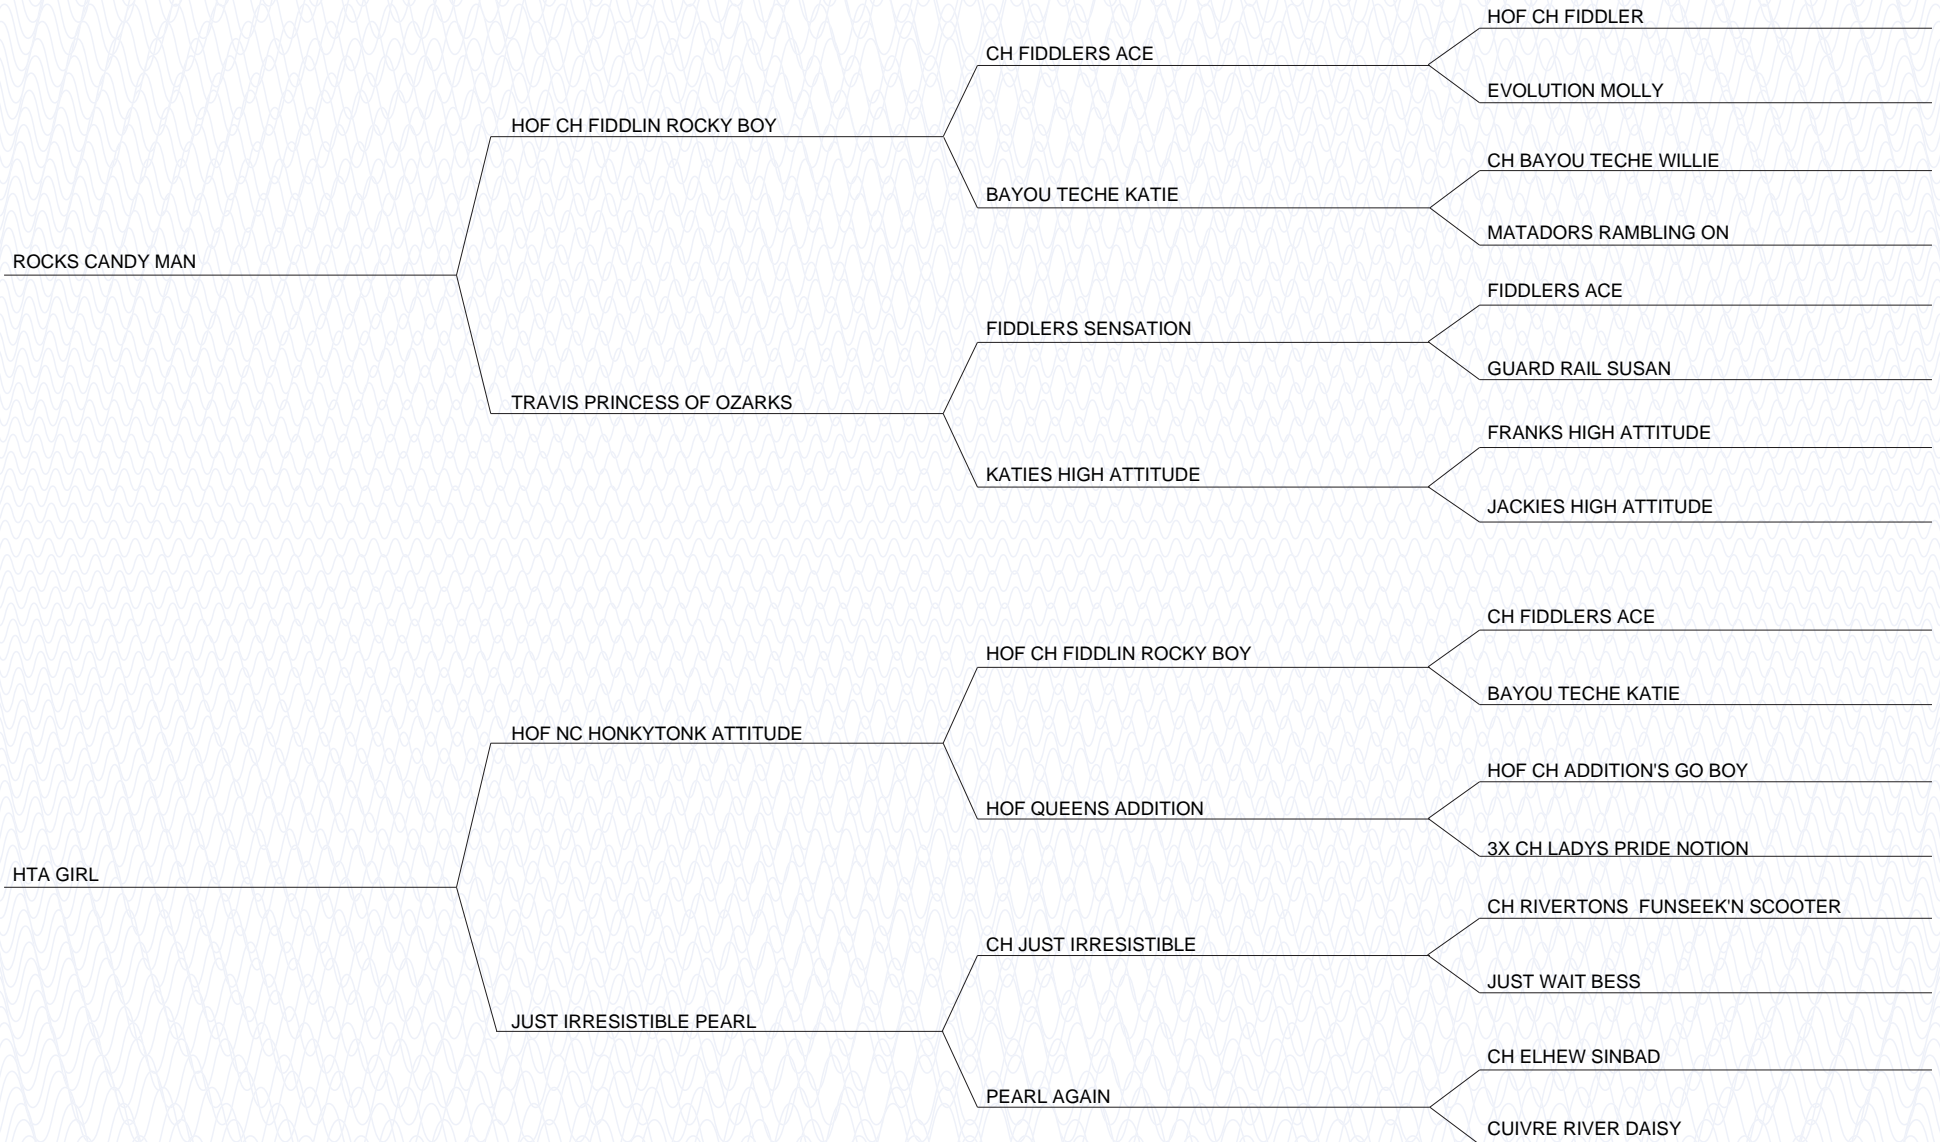 HOF CH FIDDLER
CH FIDDLERS ACE
EVOLUTION MOLLY
HOF CH FIDDLIN ROCKY BOY
CH BAYOU TECHE WILLIE
BAYOU TECHE KATIE
MATADORS RAMBLING ON
ROCKS CANDY MAN
FIDDLERS ACE
FIDDLERS SENSATION
GUARD RAIL SUSAN
TRAVIS PRINCESS OF OZARKS
FRANKS HIGH ATTITUDE
KATIES HIGH ATTITUDE
JACKIES HIGH ATTITUDE
CH FIDDLERS ACE
HOF CH FIDDLIN ROCKY BOY
BAYOU TECHE KATIE
HOF NC HONKYTONK ATTITUDE
HOF CH ADDITION'S GO BOY
HOF QUEENS ADDITION
3X CH LADYS PRIDE NOTION
HTA GIRL
CH RIVERTONS  FUNSEEK'N SCOOTER
CH JUST IRRESISTIBLE
JUST WAIT BESS
JUST IRRESISTIBLE PEARL
CH ELHEW SINBAD
PEARL AGAIN
CUIVRE RIVER DAISY